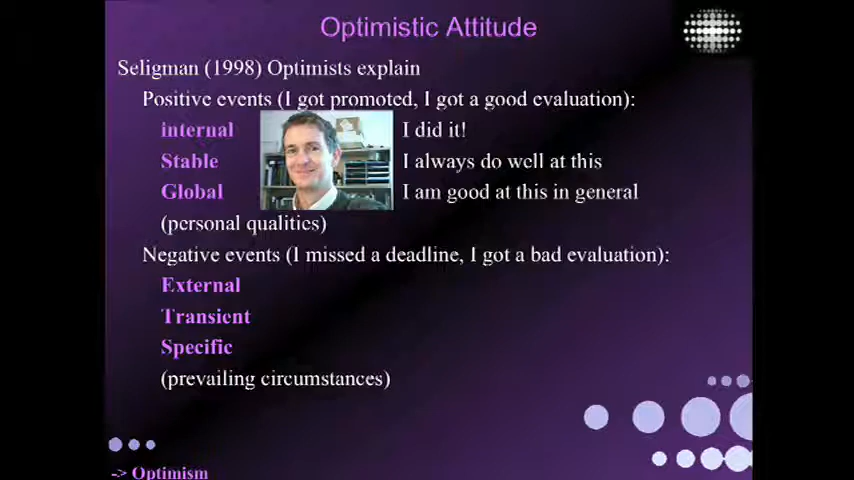 Optimistic Attitude
Seligman (1998) Optimists explain
Positive events (I got promoted, I got a good evaluation):
internal I did it!
Stable I always do well at this
Global I am good at this in general
(personal qualities)
Negative events (I missed a deadline, I got a bad evaluation):
External
Transient
Specific
(prevailing circumstances)
-> Optimism